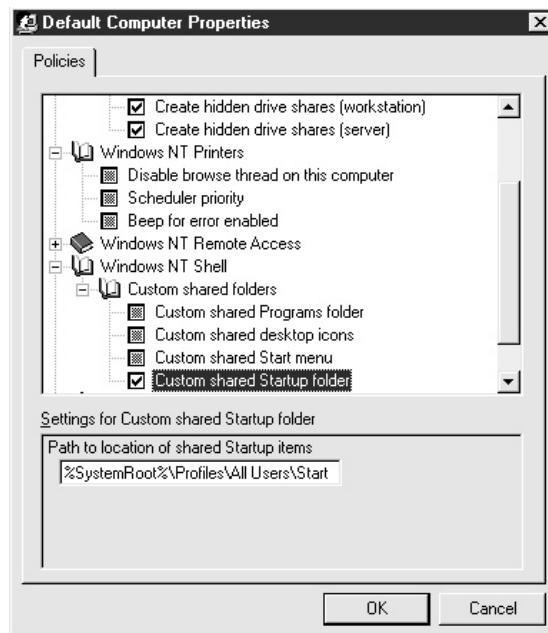 Default Computer Properties
Policies
Create hidden drive shares (workstation)
Create hidden drive shares (server)
Windows NT Printers
Disable browse thread on this computer
Scheduler priority
Beep for error enabled
Windows NT Remote Access
Windows NT Shell
Custom shared folders
Custom shared Programs folder
Custom shared desktop icons
Custom shared Start menu
Custom shared Startup folder
Settings for Custom shared Startup folder
Path to location of shared Startup items
%SystemRoot%\Profiles\All Users\Start
OK
Cancel